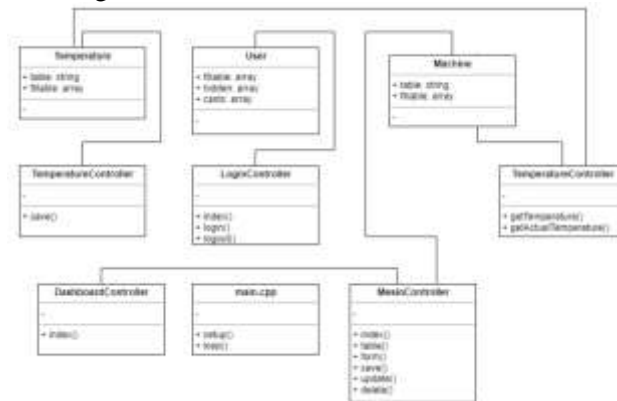 Temperature
+ table: string
+ fillable: array
-
User
+ fillable: array
+ hidden: array
+ casts: array
-
Machine
+ table: string
+ fillable: array
-
TemperatureController
-
+ save()
LoginController
-
+ index()
+ login()
+ logout()
TemperatureController
-
+ getTemperature()
+ getActualTemperature()
DashboardController
-
+ index()
main.cpp
-
+ setup()
+ loop()
MesinController
-
+ index()
+ table()
+ form()
+ save()
+ update()
+ delete()